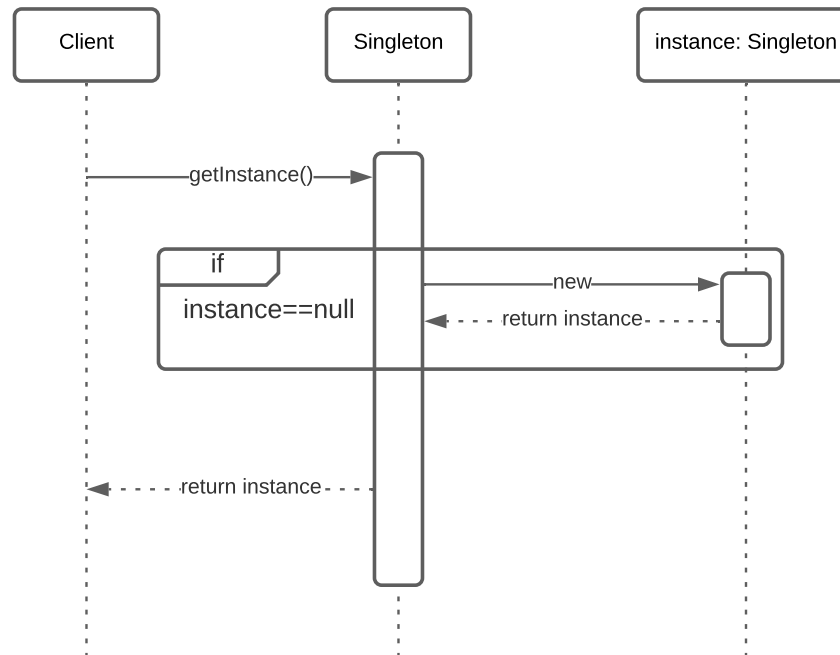 Client
Singleton
instance: Singleton
getInstance()
if
instance==null
new
return instance
return instance